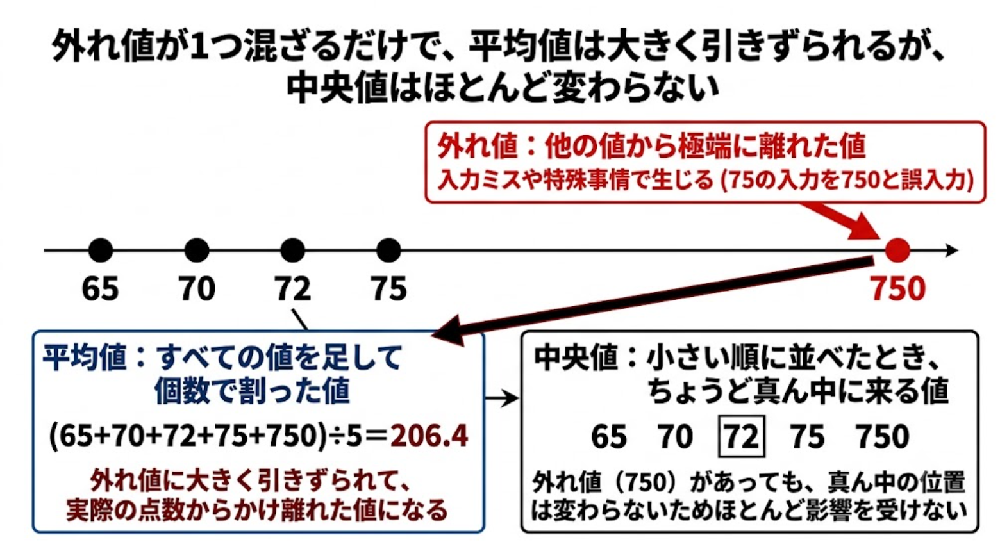 外れ値が1つ混ざるだけで、平均値は大きく引きずられるが、
中央値はほとんど変わらない
外れ値：他の値から極端に離れた値
入力ミスや特殊事情で生じる (75の入力を750と誤入力)
65 70 72 75 750
平均値：すべての値を足して
個数で割った値
(65+70+72+75+750)÷5＝206.4
外れ値に大きく引きずられて、
実際の点数からかけ離れた値になる
中央値：小さい順に並べたとき、
ちょうど真ん中に来る値
65 70 72 75 750
外れ値（750）があっても、真ん中の位置
は変わらないためほとんど影響を受けない